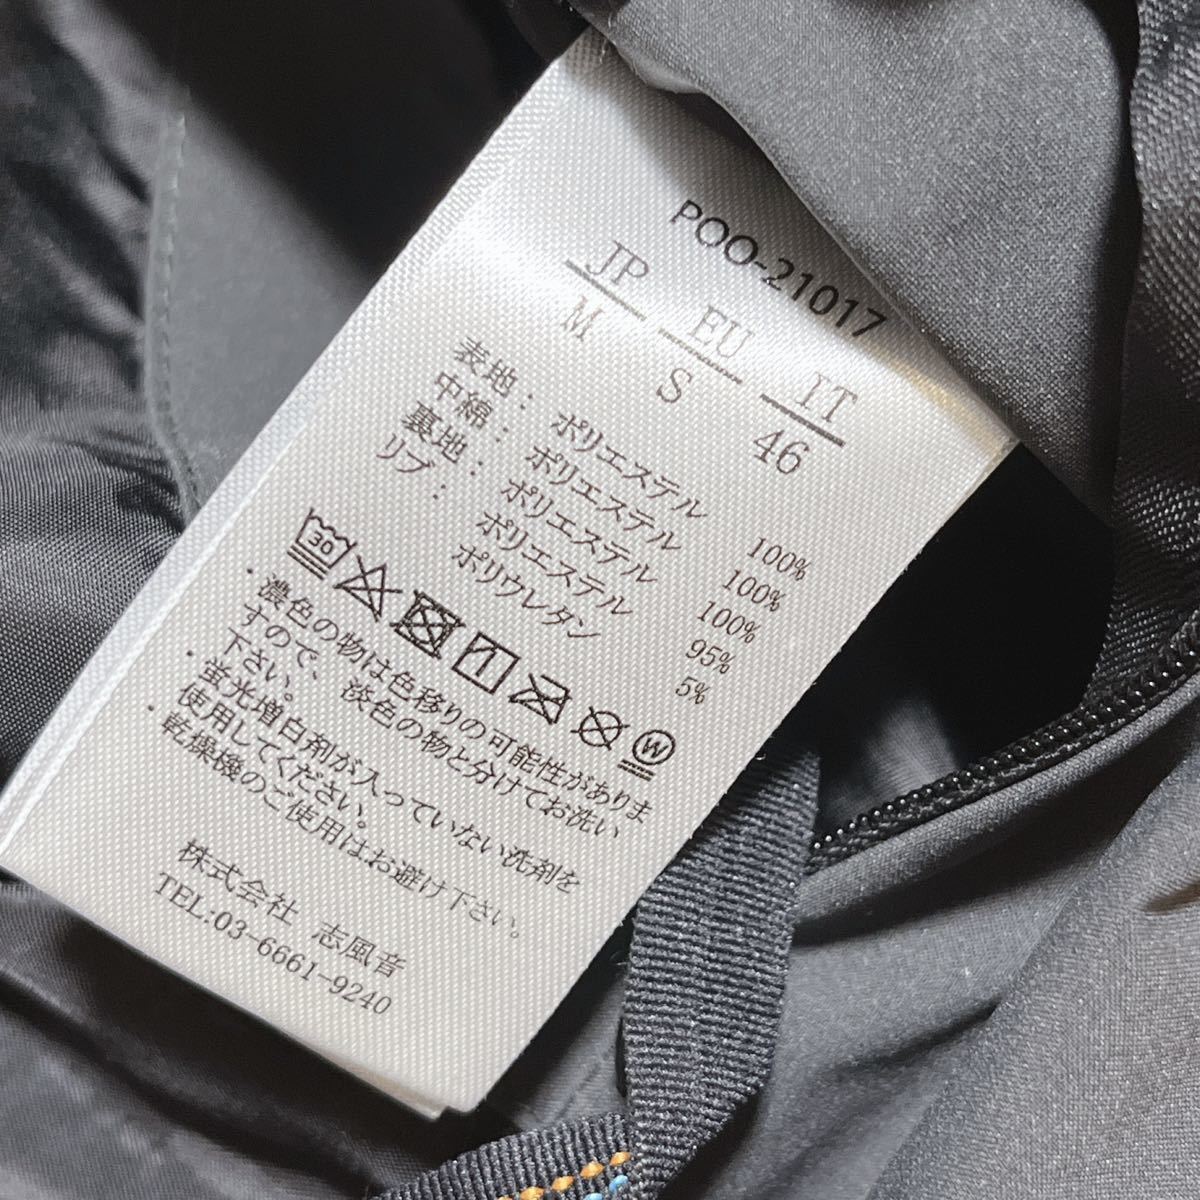 POO-21017
JP EU IT
M S 46
表地： ポリエステル 100%
中綿： ポリエステル 100%
裏地： ポリエステル 100%
リブ： ポリエステル 95%
ポリウレタン 5%
30 W
・濃色の物は色移りの可能性がありま
すので、 淡色の物と分けてお洗い
下さい。
・蛍光増白剤が入っていない洗剤を
使用してください。
・乾燥機のご使用はお避け下さい。
株式会社 志風音
TEL:03-6661-9240